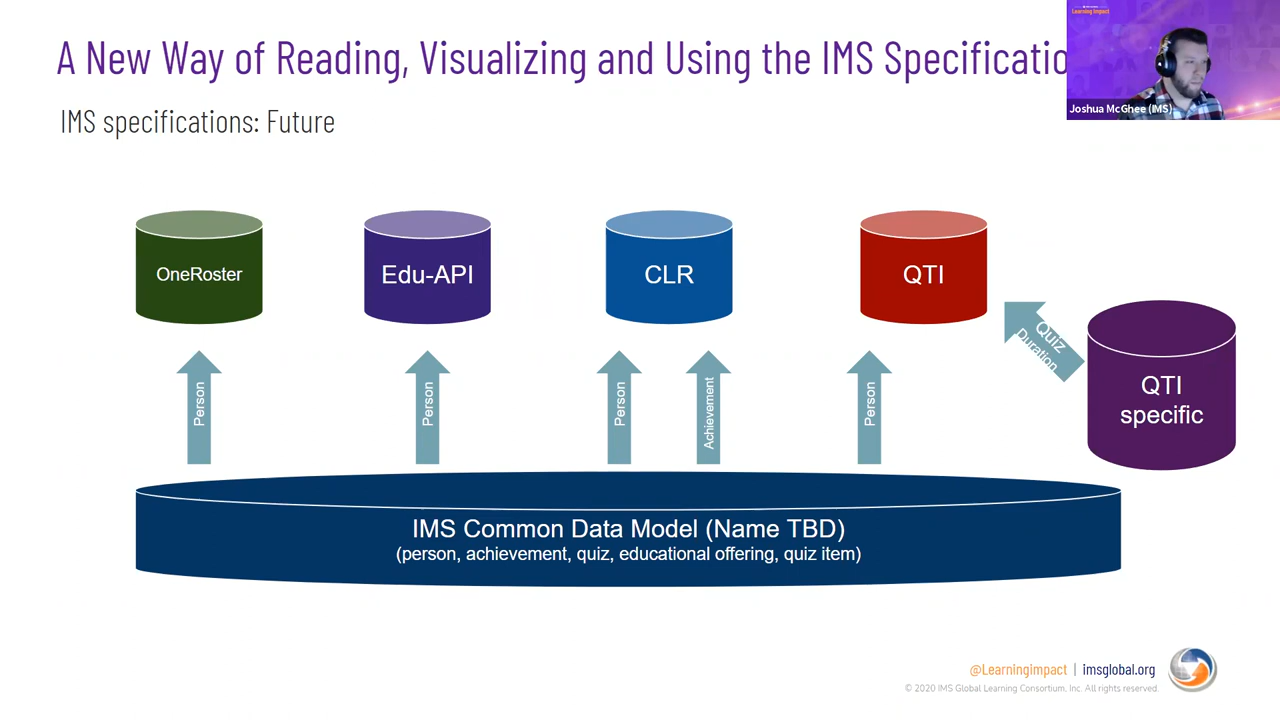 A New Way of Reading, Visualizing and Using the IMS Specificatio
Learning Impact
Joshua McGhee (IMS)
IMS specifications: Future
OneRoster
Edu-API
CLR
QTI
Quiz
Duration
QTI
specific
Person
Person
Person
Achievement
Person
IMS Common Data Model (Name TBD)
(person, achievement, quiz, educational offering, quiz item)
@Learningimpact | imsglobal.org
© 2020 IMS Global Learning Consortium, Inc. All rights reserved.